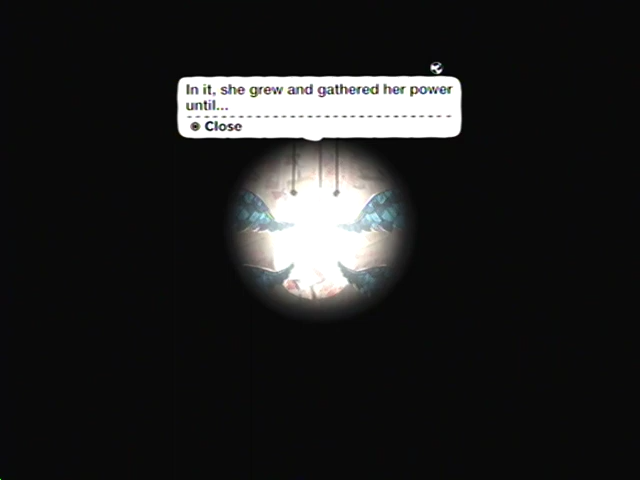 In it, she grew and gathered her power
until...
Close